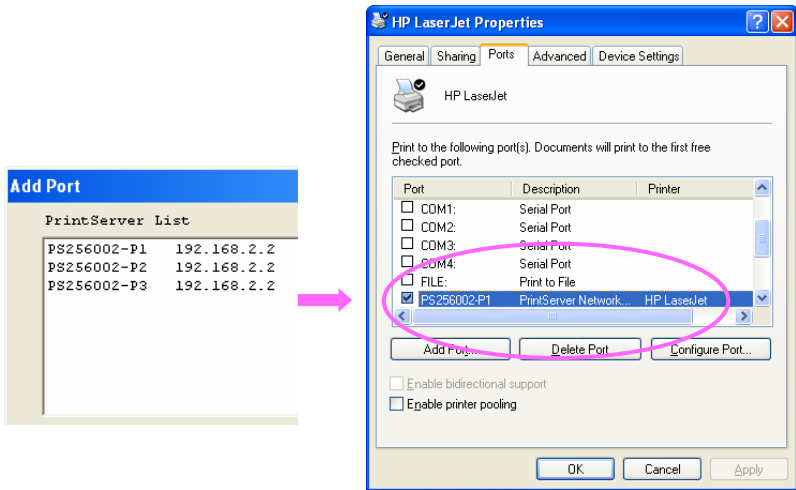 Add Port
PrintServer List
PS256002-P1 192.168.2.2
PS256002-P2 192.168.2.2
PS256002-P3 192.168.2.2
HP LaserJet Properties
General Sharing Ports Advanced Device Settings
HP LaserJet
Print to the following port(s). Documents will print to the first free
checked port.
Port Description Printer
COM1: Serial Port
COM2: Serial Port
COM3: Serial Port
COM4: Serial Port
FILE: Print to File
PS256002-P1 PrintServer Network... HP LaserJet
Add Port... Delete Port Configure Port...
Enable bidirectional support
Enable printer pooling
OK Cancel Apply